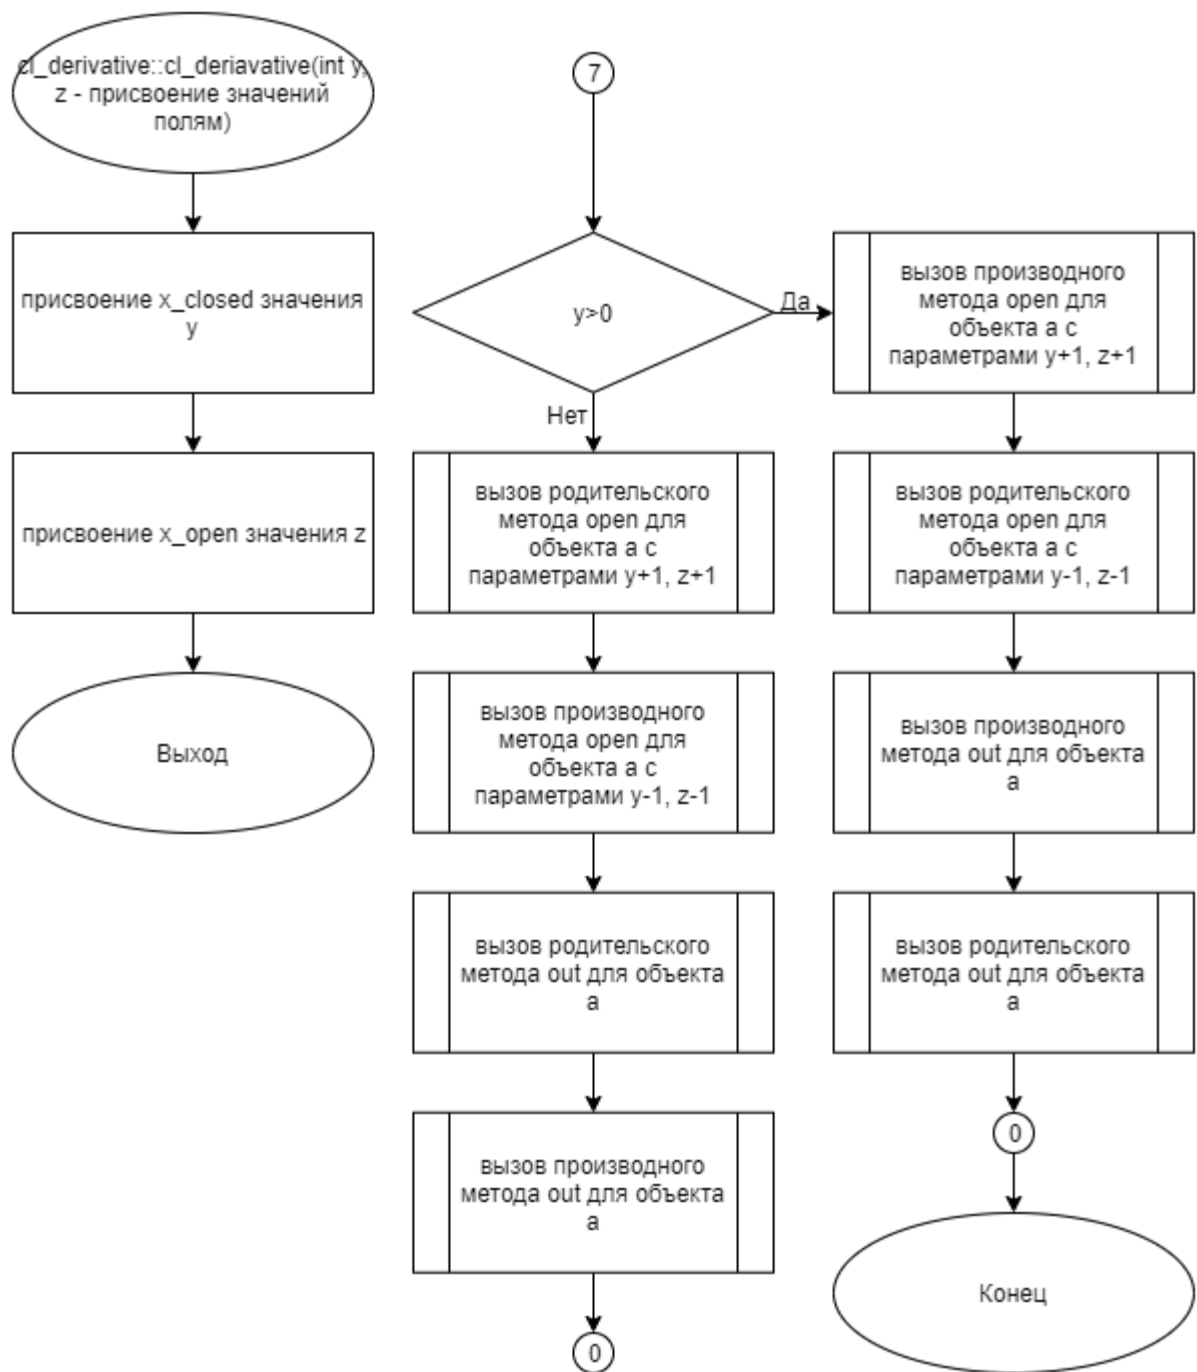 cl_derivative::cl_deriavative(int y,
z - присвоение значений
полям)
присвоение x_closed значения
y
присвоение x_open значения z
Выход
7
y>0
Да
Нет
вызов родительского
метода open для
объекта a с
параметрами y+1, z+1
вызов производного
метода open для
объекта a с
параметрами y-1, z-1
вызов родительского
метода out для объекта
a
вызов производного
метода out для объекта
a
0
вызов производного
метода open для
объекта a с
параметрами y+1, z+1
вызов родительского
метода open для
объекта a с
параметрами y-1, z-1
вызов производного
метода out для объекта
a
вызов родительского
метода out для объекта
a
0
Конец